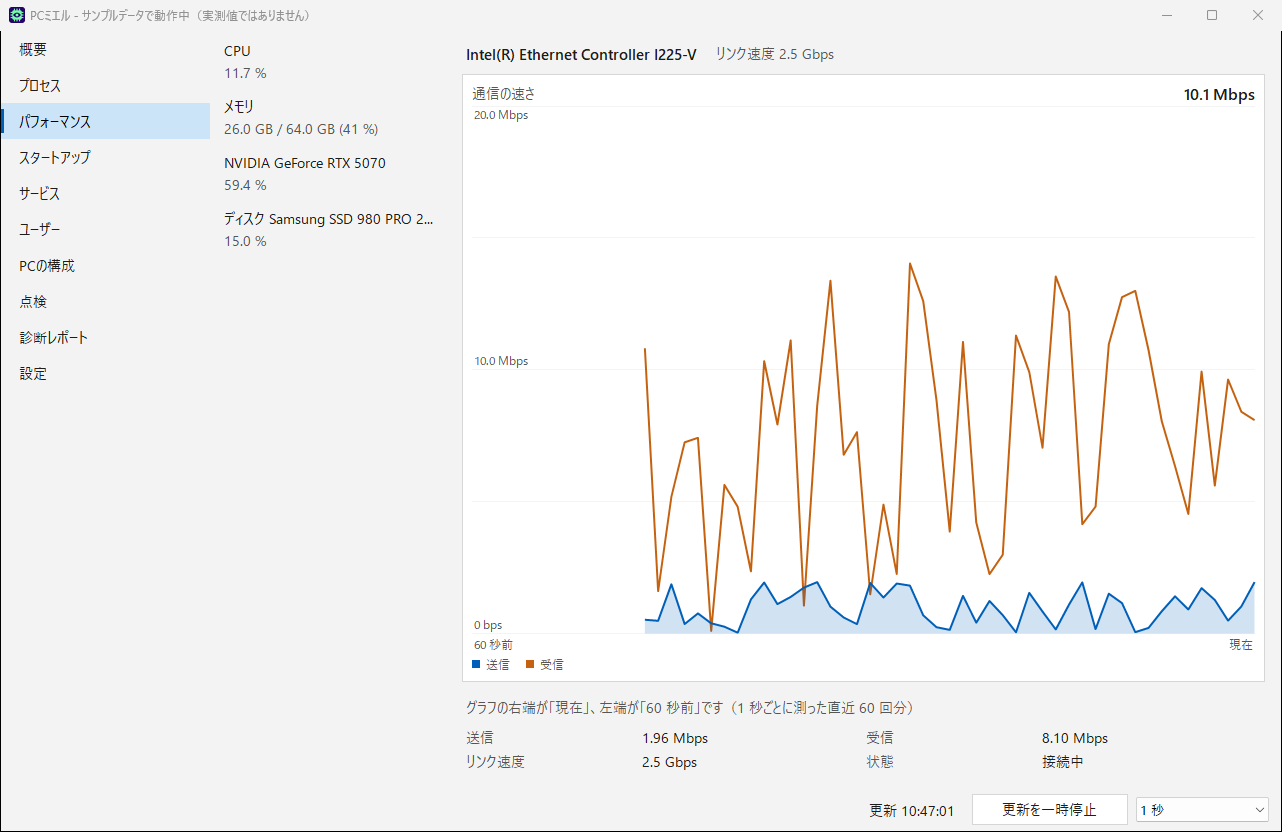 PCミエル - サンプルデータで動作中（実測値ではありません）
概要
プロセス
パフォーマンス
スタートアップ
サービス
ユーザー
PCの構成
点検
診断レポート
設定
CPU
11.7 %
メモリ
26.0 GB / 64.0 GB (41 %)
NVIDIA GeForce RTX 5070
59.4 %
ディスク Samsung SSD 980 PRO 2...
15.0 %
Intel(R) Ethernet Controller I225-V リンク速度 2.5 Gbps
通信の速さ 10.1 Mbps
20.0 Mbps
10.0 Mbps
0 bps
60 秒前 現在
送信 受信
グラフの右端が「現在」、左端が「60 秒前」です（1 秒ごとに測った直近 60 回分）
送信 1.96 Mbps 受信 8.10 Mbps
リンク速度 2.5 Gbps 状態 接続中
更新 10:47:01 更新を一時停止 1 秒